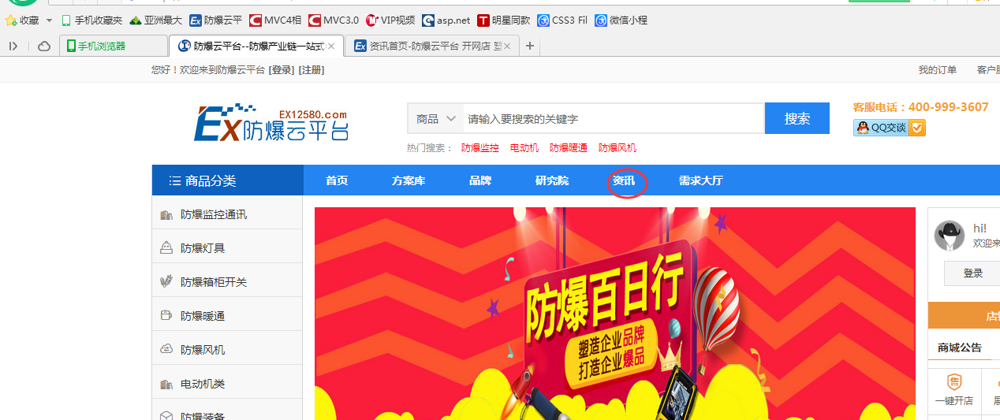 收藏 手机收藏夹 亚洲最大 防爆云平 MVC4相 MVC3.0 VIP视频 asp.net 明星同款 CSS3 Fil 微信小程
手机浏览器 防爆云平台--防爆产业链一站式 资讯首页-防爆云平台 开网店 塑
您好！欢迎来到防爆云平台 [登录] [注册] 我的订单 客户服
EX12580.com
Ex防爆云平台
商品 请输入要搜索的关键字 搜索
客服电话：400-999-3607
QQ交谈
热门搜索： 防爆监控 电动机 防爆暖通 防爆风机
商品分类 首页 方案库 品牌 研究院 资讯 需求大厅
防爆监控通讯
防爆灯具
防爆箱柜开关
防爆暖通
防爆风机
电动机类
防爆装备
防爆百日行
塑造企业品牌
打造企业爆品
hi!
欢迎来
登录
店
商城公告
售
一键开店 展